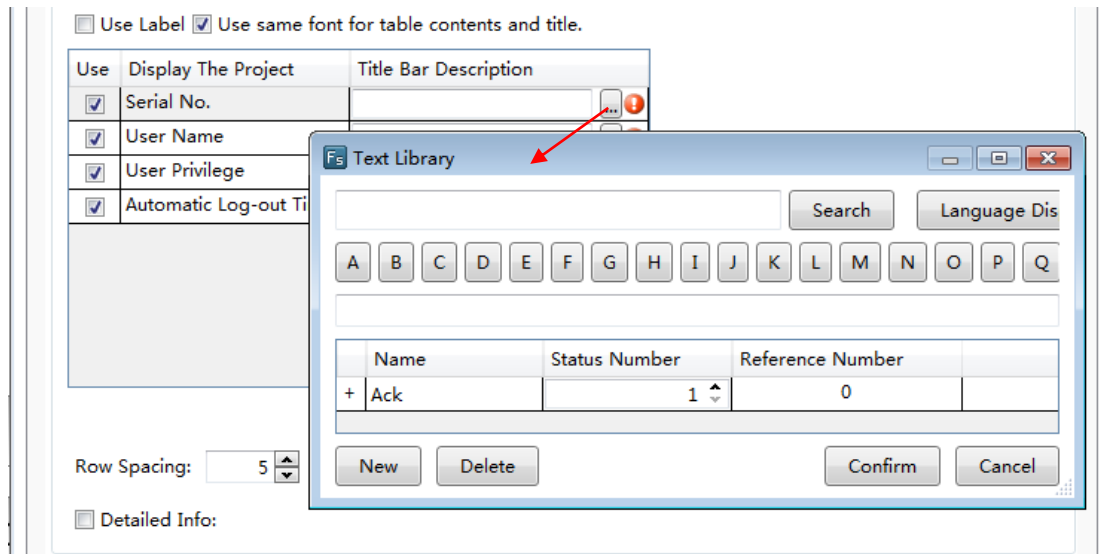 Use Label Use same font for table contents and title.
Use Display The Project Title Bar Description
Serial No. ...
User Name
User Privilege
Automatic Log-out Ti
Fs Text Library
Search Language Dis
A B C D E F G H I J K L M N O P Q
Name Status Number Reference Number
+ Ack 1 0
New Delete Confirm Cancel
Row Spacing: 5
Detailed Info: